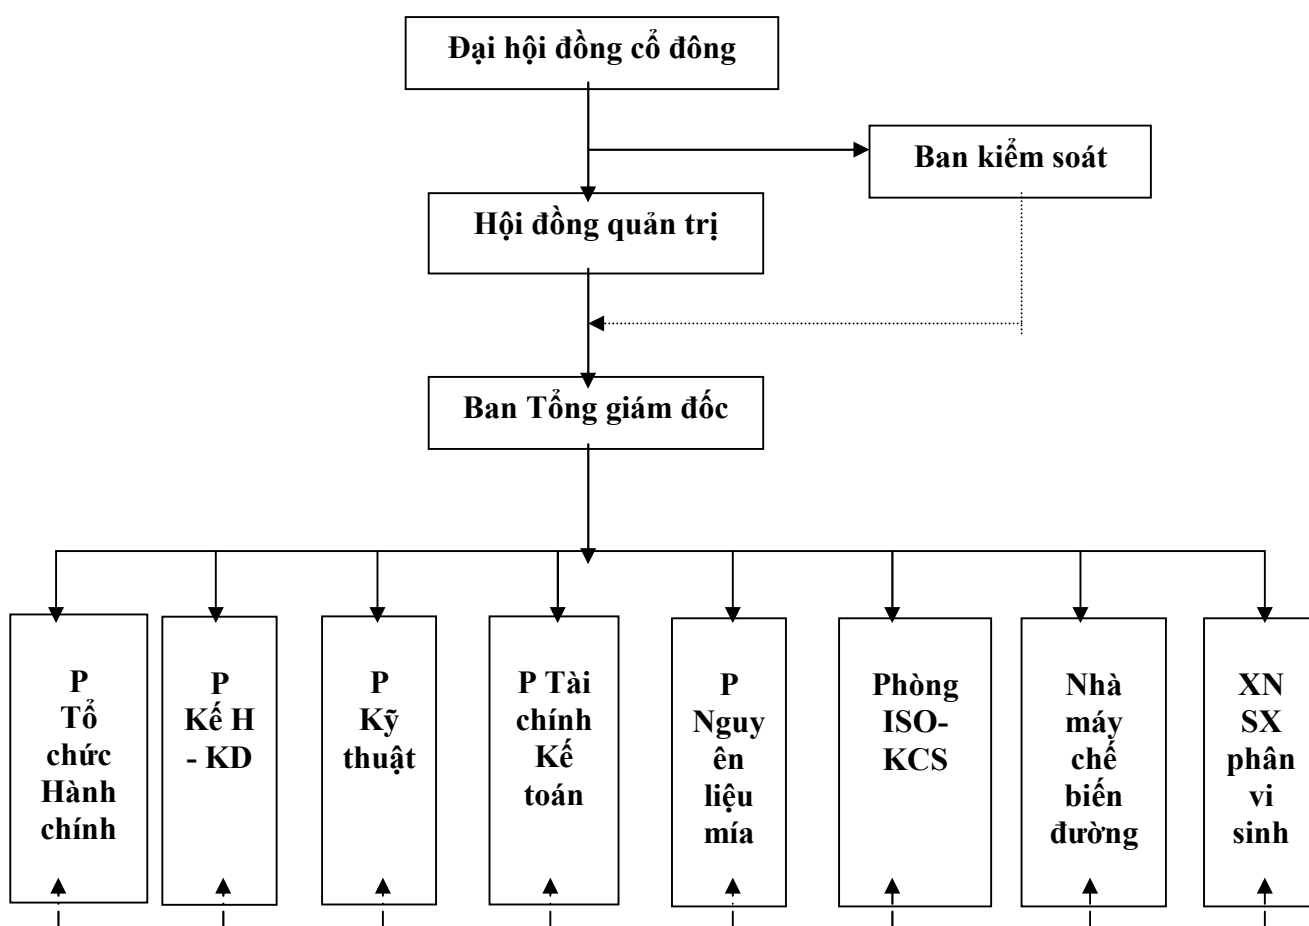 Đại hội đồng cổ đông
Ban kiểm soát
Hội đồng quản trị
Ban Tổng giám đốc
P
Tổ
chức
Hành
chính
P
Kế H
- KD
P
Kỹ
thuật
P Tài
chính
Kế
toán
P
Nguy
ên
liệu
mía
Phòng
ISO-
KCS
Nhà
máy
chế
biến
đường
XN
SX
phân
vi
sinh